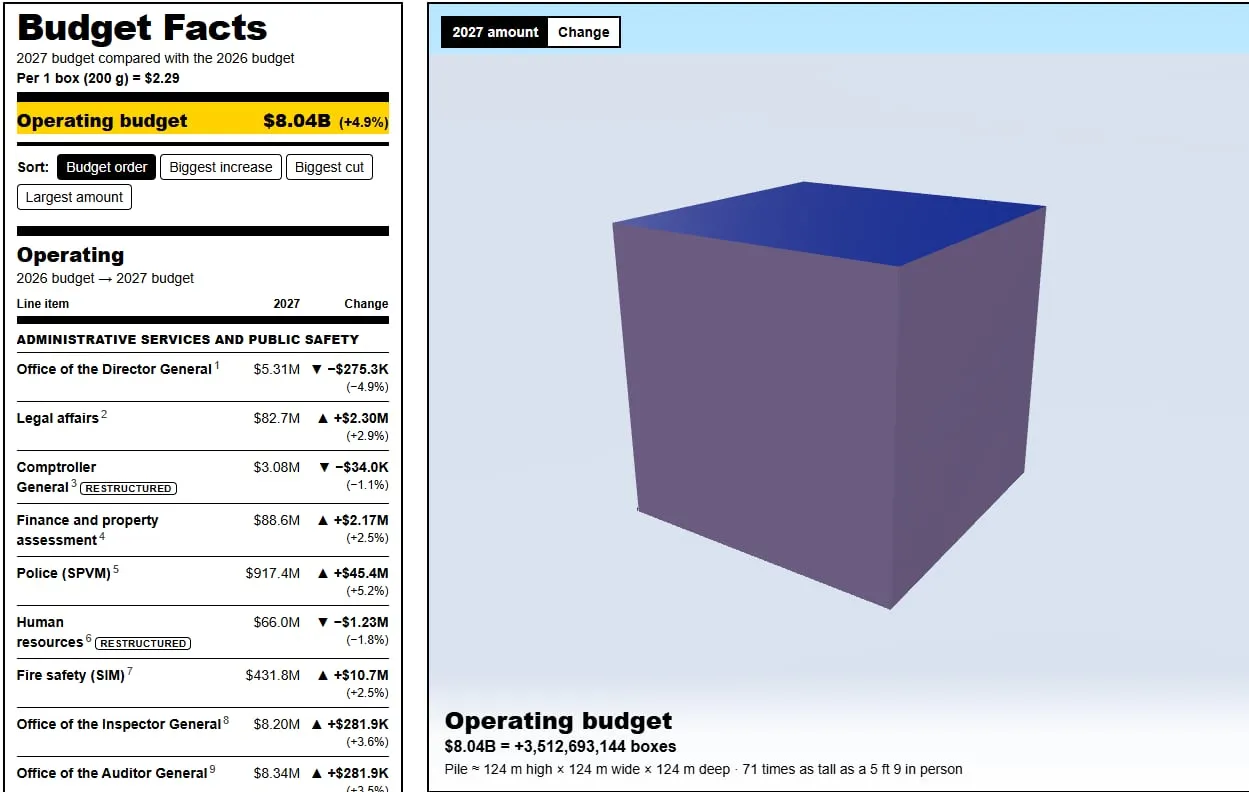 Budget Facts
2027 budget compared with the 2026 budget
Per 1 box (200 g) = $2.29
Operating budget $8.04B (+4.9%)
Sort: Budget order Biggest increase Biggest cut
Largest amount
Operating
2026 budget → 2027 budget
Line item 2027 Change
ADMINISTRATIVE SERVICES AND PUBLIC SAFETY
Office of the Director General 1 $5.31M ▼ −$275.3K
(−4.9%)
Legal affairs 2 $82.7M ▲ +$2.30M
(+2.9%)
Comptroller $3.08M ▼ −$34.0K
General 3 RESTRUCTURED (−1.1%)
Finance and property $88.6M ▲ +$2.17M
assessment 4 (+2.5%)
Police (SPVM) 5 $917.4M ▲ +$45.4M
(+5.2%)
Human $66.0M ▼ −$1.23M
resources 6 RESTRUCTURED (−1.8%)
Fire safety (SIM) 7 $431.8M ▲ +$10.7M
(+2.5%)
Office of the Inspector General 8 $8.20M ▲ +$281.9K
(+3.6%)
Office of the Auditor General 9 $8.34M ▲ +$281.9K
(+3.5%)
2027 amount Change
Operating budget
$8.04B = +3,512,693,144 boxes
Pile ≈ 124 m high × 124 m wide × 124 m deep · 71 times as tall as a 5 ft 9 in person